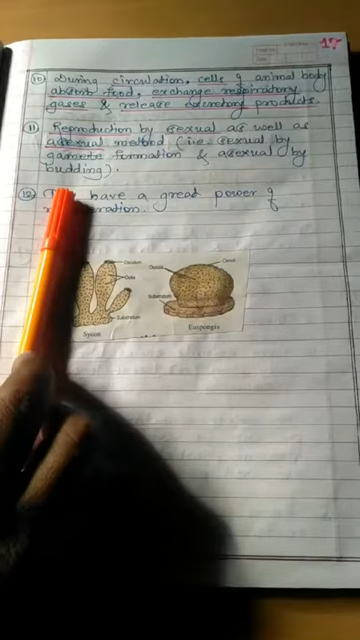 17
(10) During circulation, cells of animal body
absorb food, exchange respiratory
gases & release excretory products.
(11) Reproduction by sexual as well as
asexual method (i.e. sexual by
gamete formation & asexual by
budding).
(12) have a great power of
Osculum
Ostia
Substratum
Sycon
Osculum
Ostia
Substratum
Euspongia